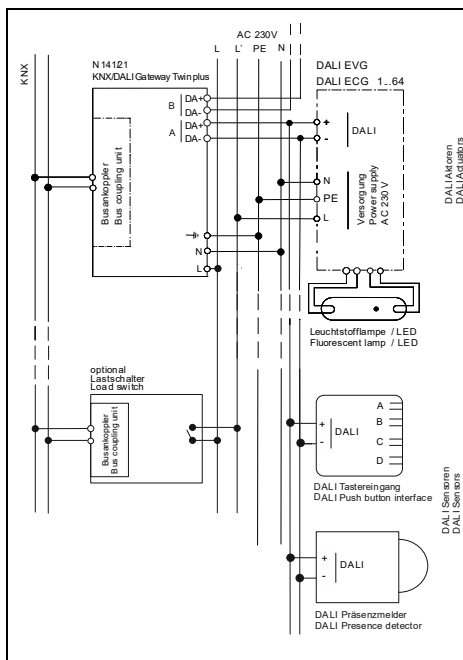 AC 230V
L L' PE N
KNX
N 141/21
KNX/DALI Gateway Twin plus
B
DA+
DA-
A
DA+
DA-
Busankoppler
Bus coupling unit
N
L
DALI EVG
DALI ECG 1...64
+
-
DALI
N
PE
L
Versorgung
Power supply
AC 230 V
DALI Aktoren
DALI Actuators
Leuchtstofflampe / LED
Fluorescent lamp / LED
optional
Lastschalter
Load switch
Busankoppler
Bus coupling unit
+
-
DALI
A
B
C
D
DALI Tastereingang
DALI Push button interface
DALI Sensoren
DALI Sensors
+
-
DALI
DALI Präsenzmelder
DALI Presence detector